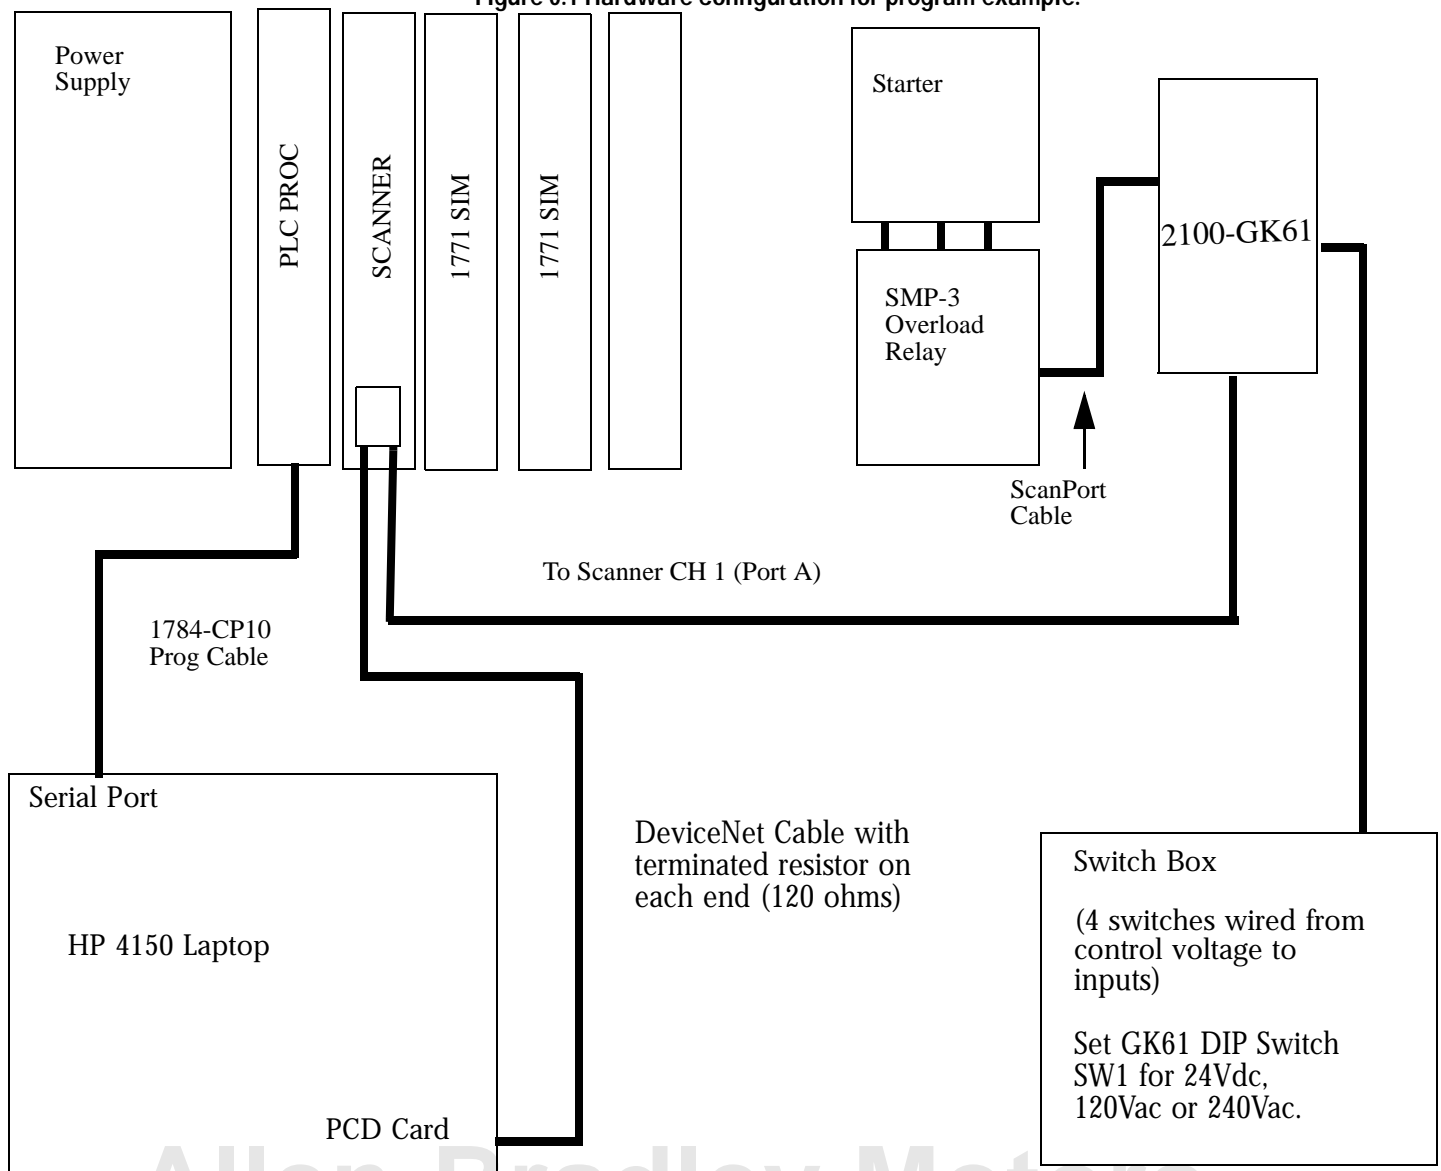 Figure 6.1 Hardware configuration for program example.
Power
Supply
PLC PROC
SCANNER
1771 SIM
1771 SIM
Starter
2100-GK61
SMP-3
Overload
Relay
ScanPort
Cable
To Scanner CH 1 (Port A)
1784-CP10
Prog Cable
Serial Port
HP 4150 Laptop
PCD Card
DeviceNet Cable with
terminated resistor on
each end (120 ohms)
Switch Box
(4 switches wired from
control voltage to
inputs)
Set GK61 DIP Switch
SW1 for 24Vdc,
120Vac or 240Vac.
Allen Bradley Motors